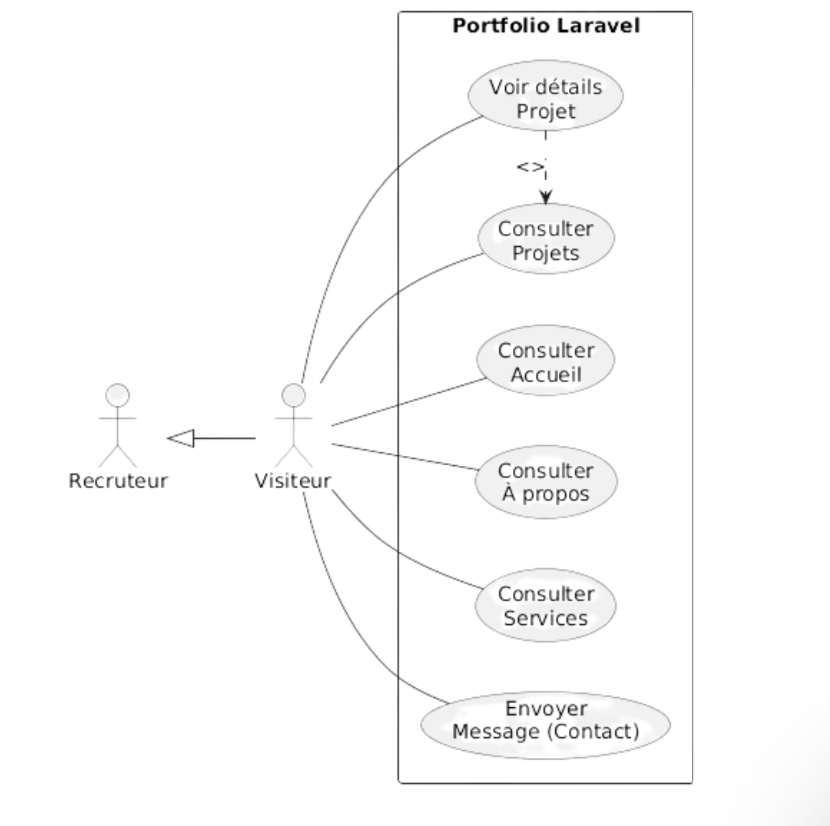 Portfolio Laravel
Voir détails
Projet
<>
Consulter
Projets
Consulter
Accueil
Recruteur
Visiteur
Consulter
À propos
Consulter
Services
Envoyer
Message (Contact)